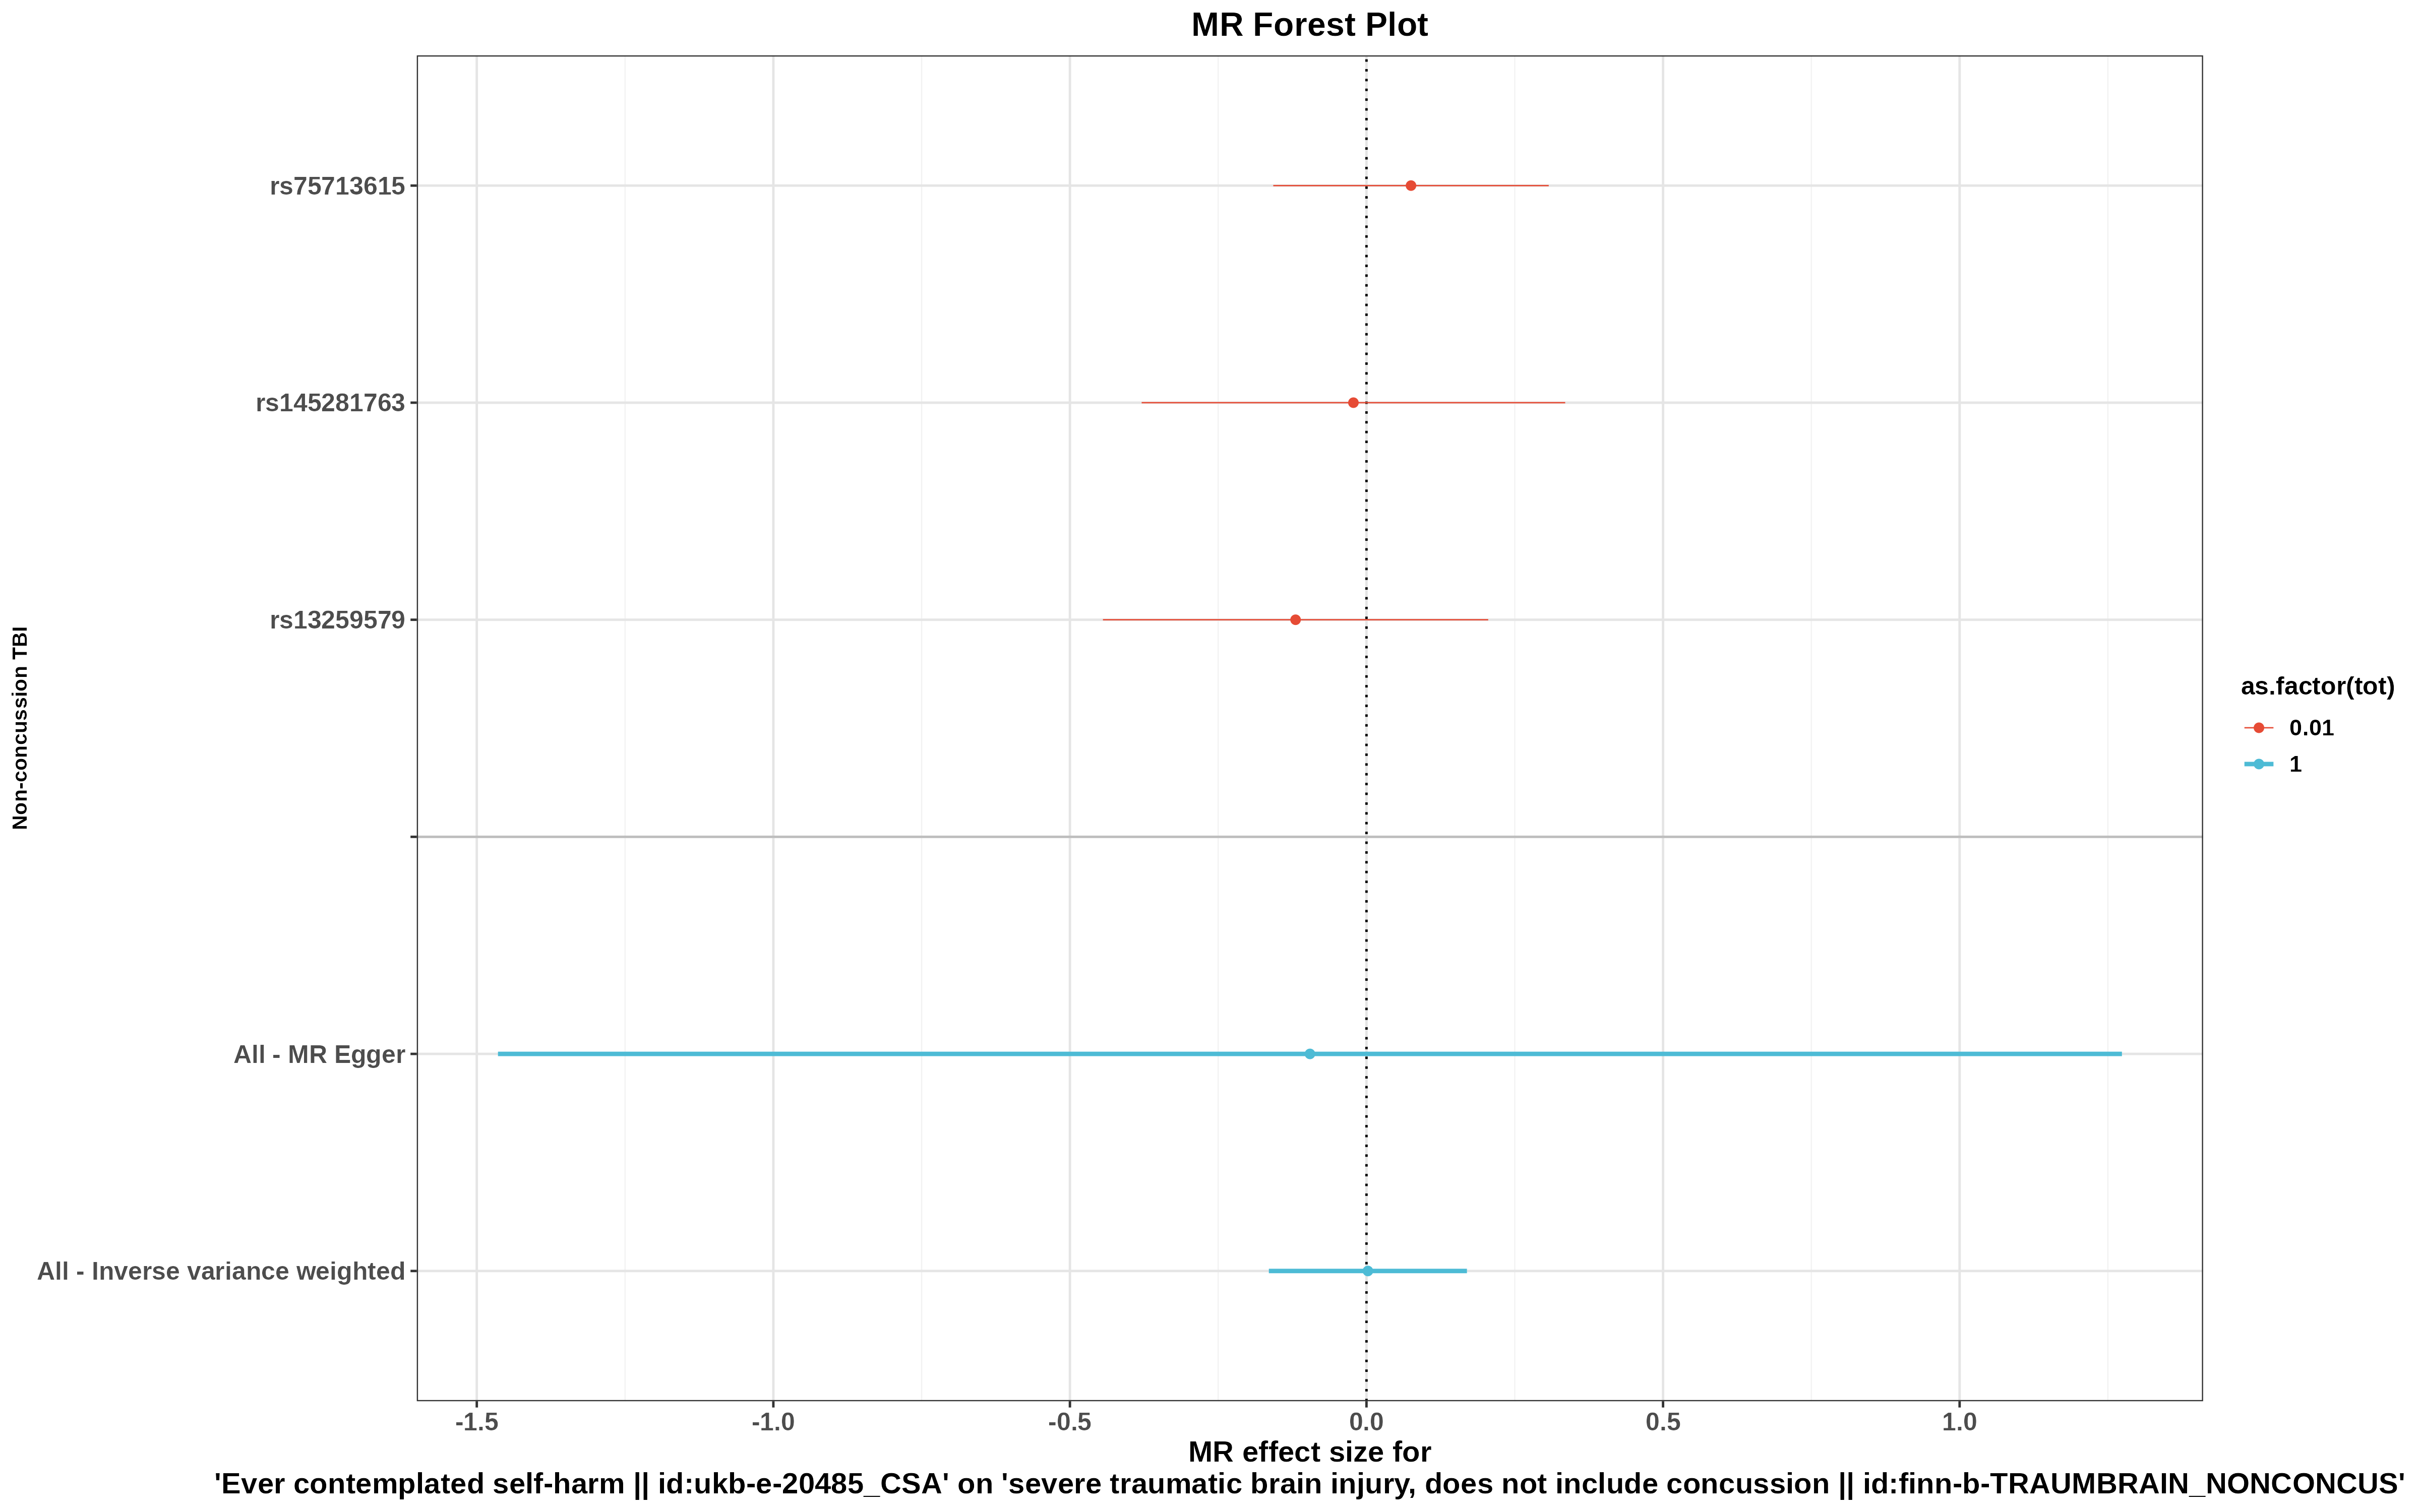 MR Forest Plot
rs75713615
rs145281763
rs13259579
All - MR Egger
All - Inverse variance weighted
Non-concussion TBI
as.factor(tot)
0.01
1
-1.5 -1.0 -0.5 0.0 0.5 1.0
MR effect size for
'Ever contemplated self-harm || id:ukb-e-20485_CSA' on 'severe traumatic brain injury, does not include concussion || id:finn-b-TRAUMBRAIN_NONCONCUS'